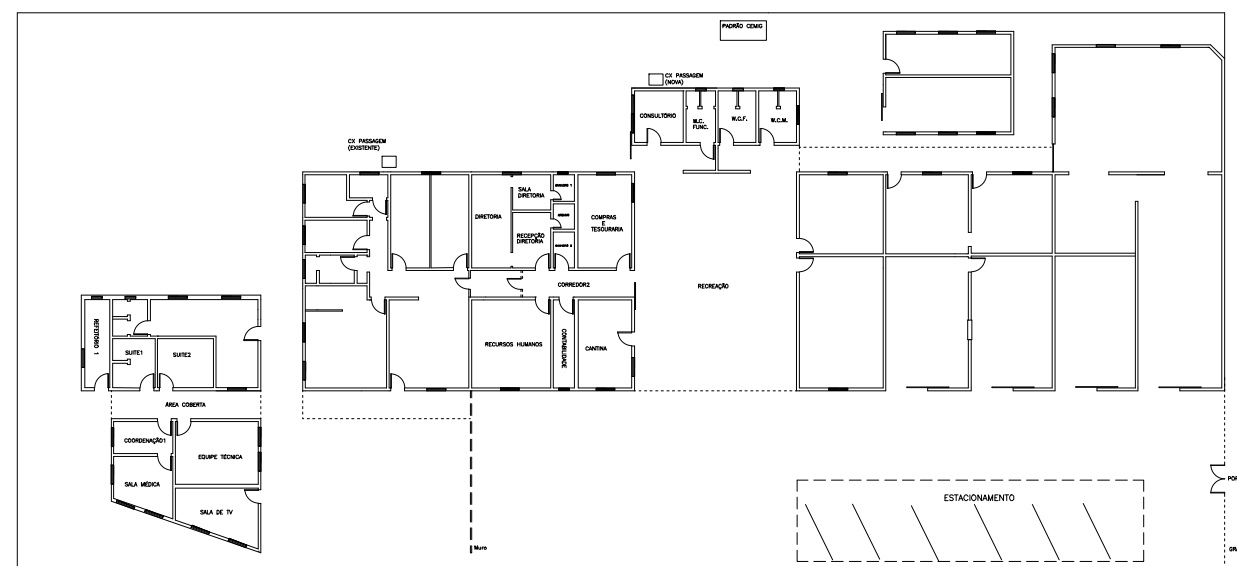 PADRÃO CEMIG
CX PASSAGEM
(NOVA)
CONSULTÓRIO
W.C.
FUNC.
W.C.F.
W.C.M.
CX PASSAGEM
(EXISTENTE)
SALA
DIRETORIA
DIRETORIA
RECEPÇÃO
DIRETORIA
COMPRAS
E
TESOURARIA
CORREDOR2
RECREAÇÃO
RECURSOS HUMANOS
CONTABILIDADE
CANTINA
REFEITÓRIO 1
SUITE1
SUITE2
ÁREA COBERTA
COORDENAÇÃO1
EQUIPE TÉCNICA
SALA MÉDICA
SALA DE TV
Muro
ESTACIONAMENTO